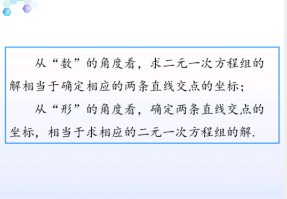 从“数”的角度看，求二元一次方程组的
解相当于确定相应的两条直线交点的坐标；
从“形”的角度看，确定两条直线交点的
坐标，相当于求相应的二元一次方程组的解.